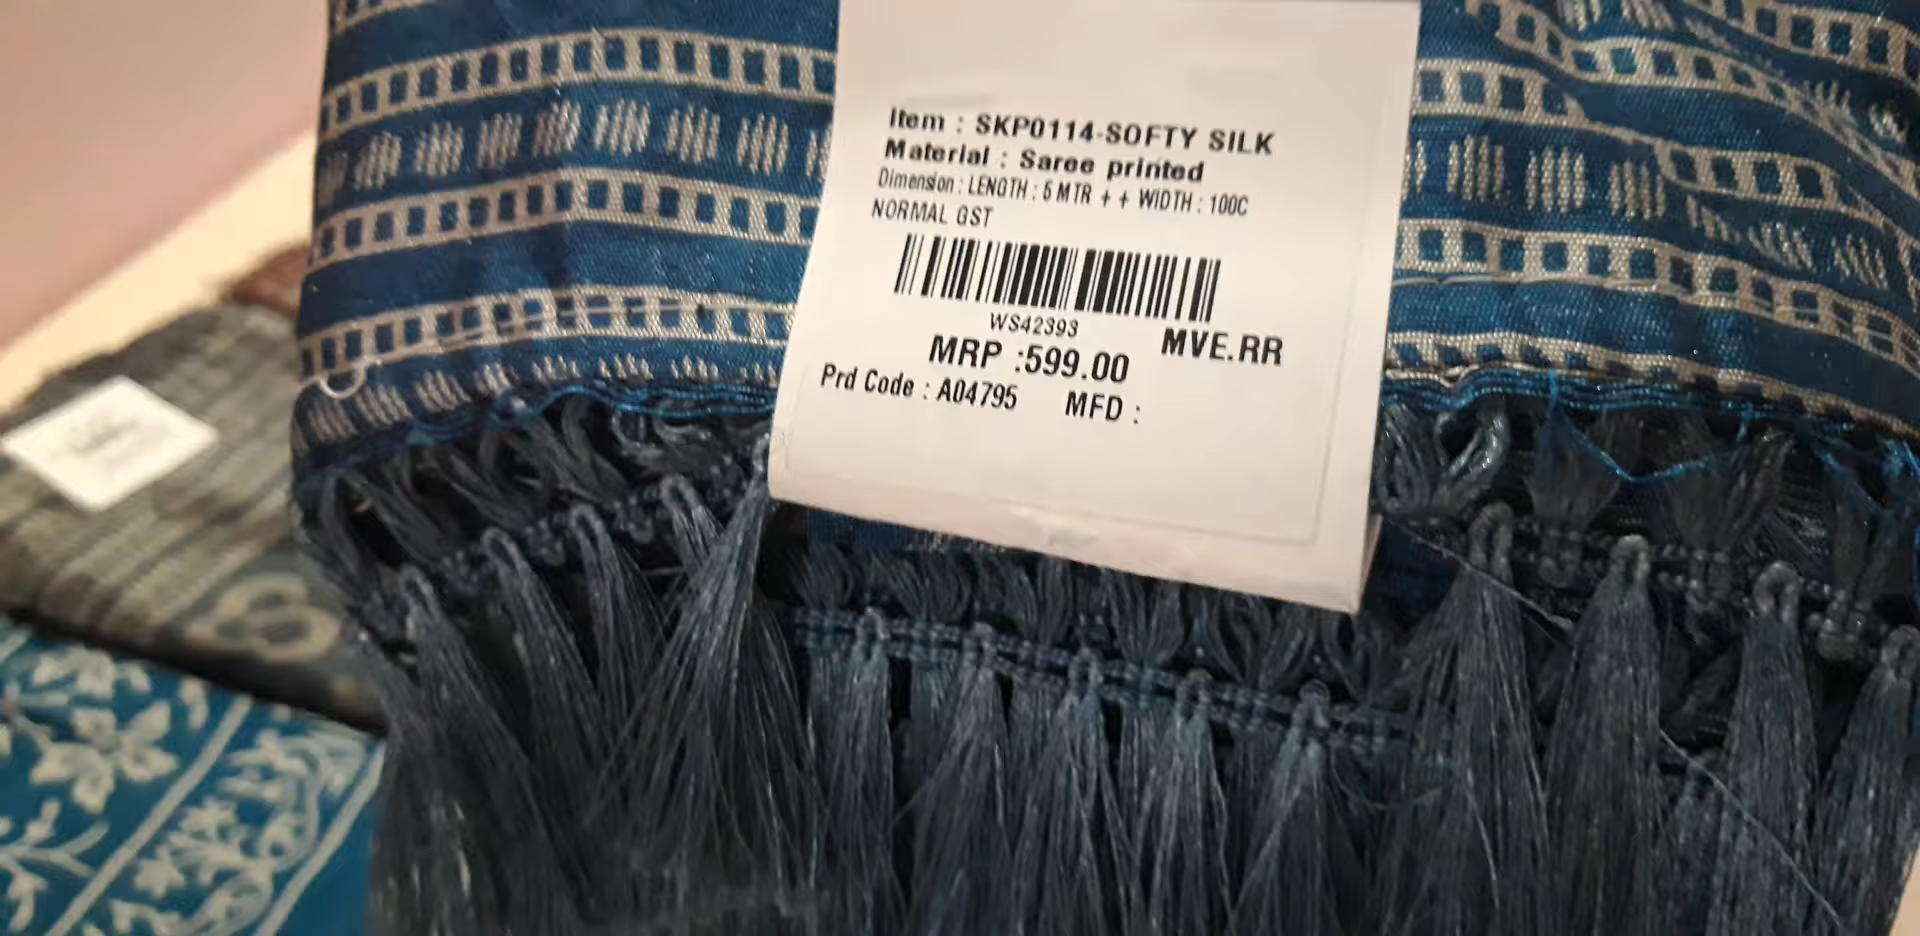 Item : SKP0114-SOFTY SILK
Material : Saree printed
Dimension : LENGTH : 5 MTR + + WIDTH : 100C
NORMAL GST
WS42393
MRP :599.00 MVE.RR
Prd Code : A04795 MFD :